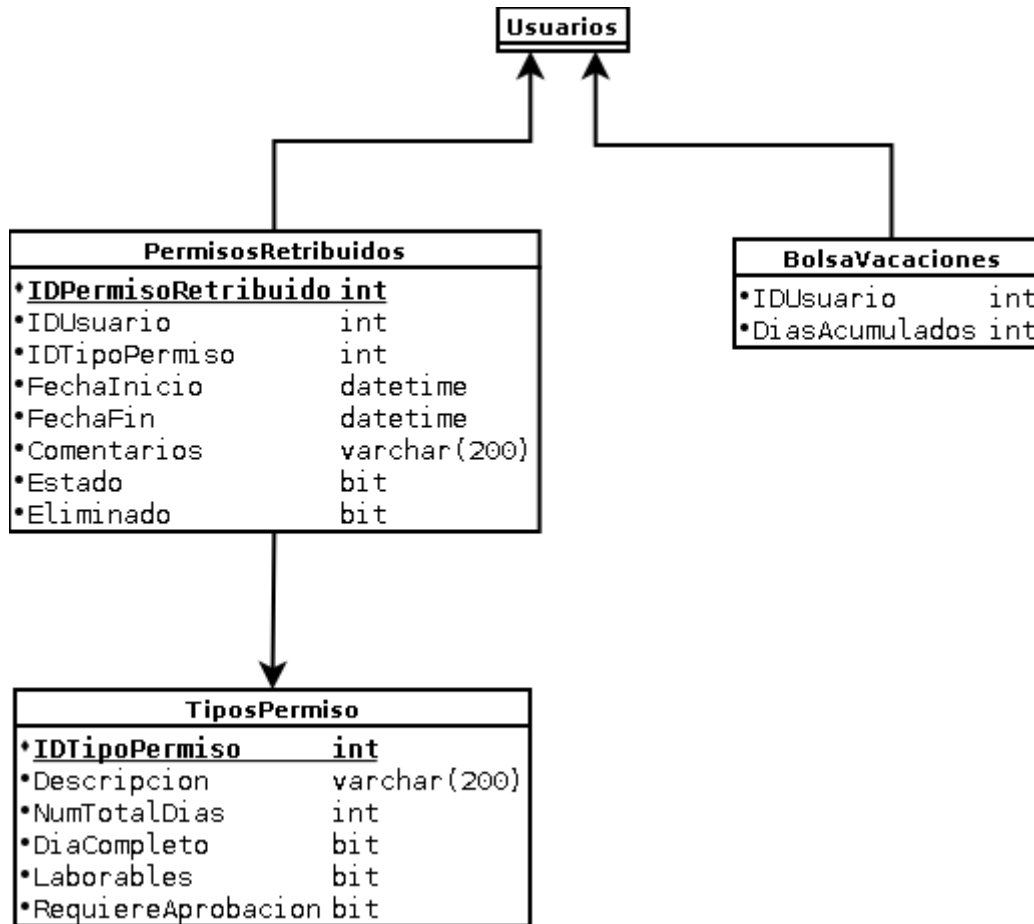 Usuarios
PermisosRetribuidos
IDPermisoRetribuido int
IDUsuario int
IDTipoPermiso int
FechaInicio datetime
FechaFin datetime
Comentarios varchar(200)
Estado bit
Eliminado bit
BolsaVacaciones
IDUsuario int
DiasAcumulados int
TiposPermiso
IDTipoPermiso int
Descripcion varchar(200)
NumTotalDias int
DiaCompleto bit
Laborables bit
RequiereAprobacion bit